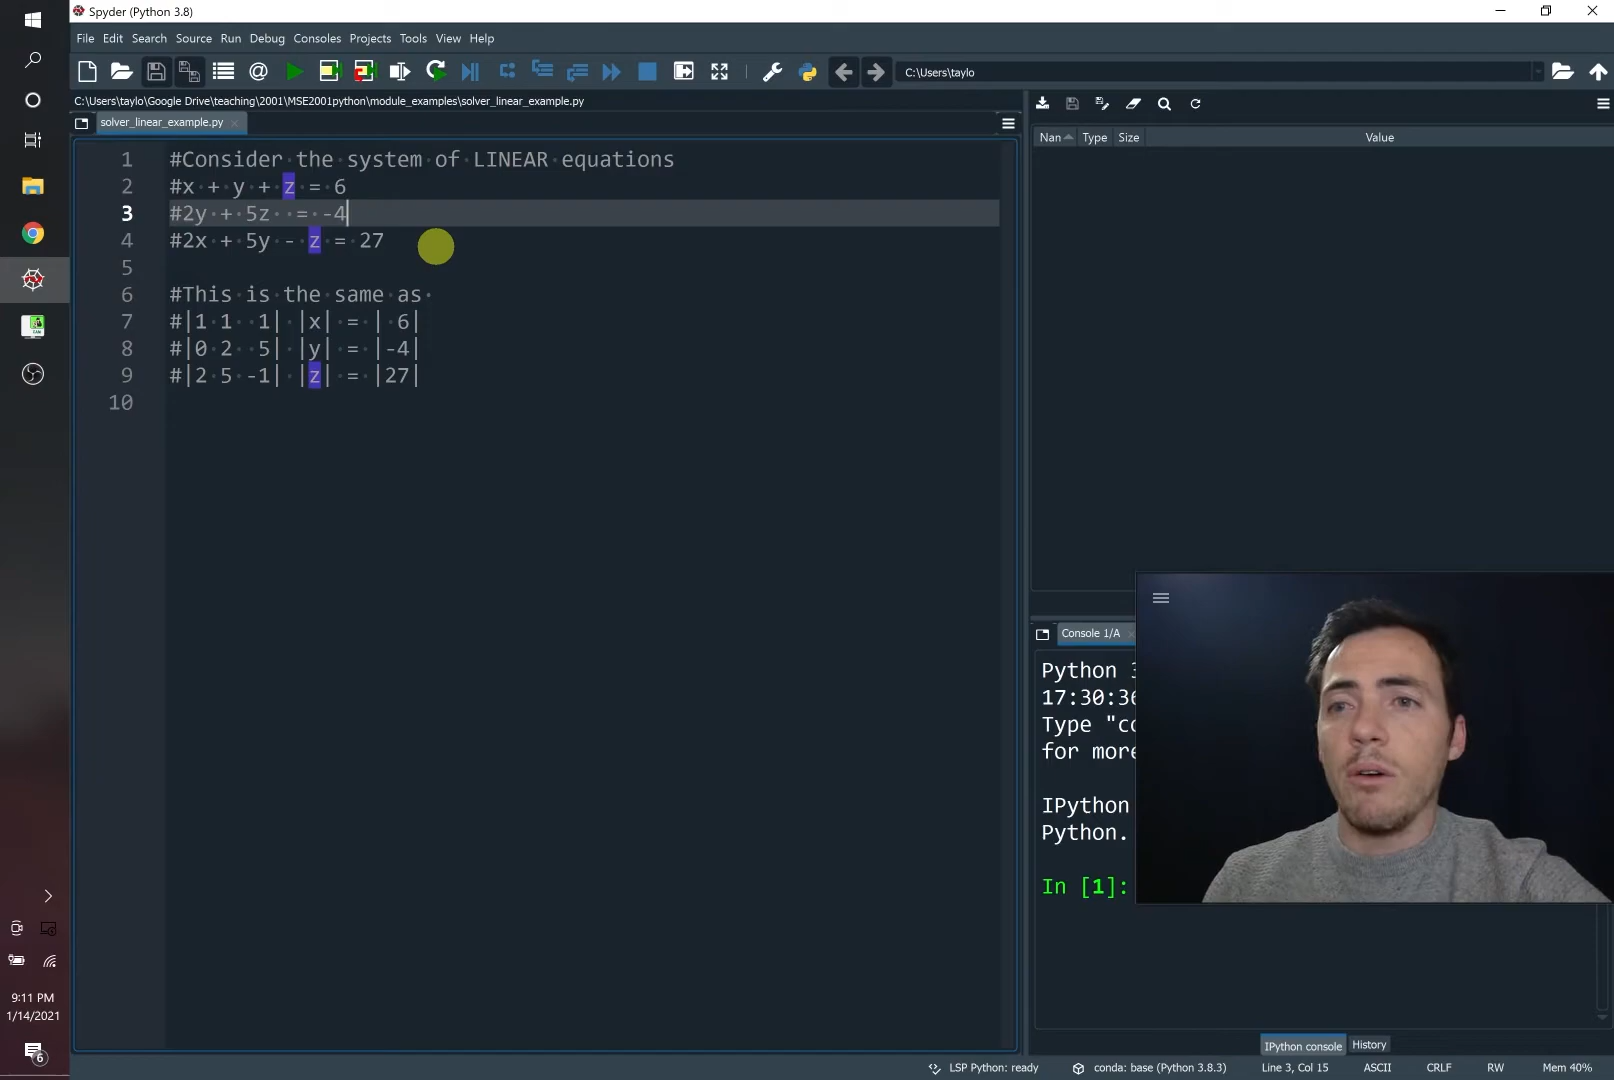 Spyder (Python 3.8)
File Edit Search Source Run Debug Consoles Projects Tools View Help
C:\Users\taylo
C:\Users\taylo\Google Drive\teaching\2001\MSE2001python\module_examples\solver_linear_example.py
solver_linear_example.py
Nan Type Size Value
1 #Consider the system of LINEAR equations
2 #x + y + z = 6
3 #2y + 5z  = -4
4 #2x + 5y - z = 27
5
6 #This is the same as
7 #|1 1  1| |x| = | 6|
8 #|0 2  5| |y| = |-4|
9 #|2 5 -1| |z| = |27|
10
Console 1/A
Python 3
17:30:36
Type "co
for more
IPython
Python.
In [1]:
9:11 PM
1/14/2021
6
IPython console History
LSP Python: ready conda: base (Python 3.8.3) Line 3, Col 15 ASCII CRLF RW Mem 40%